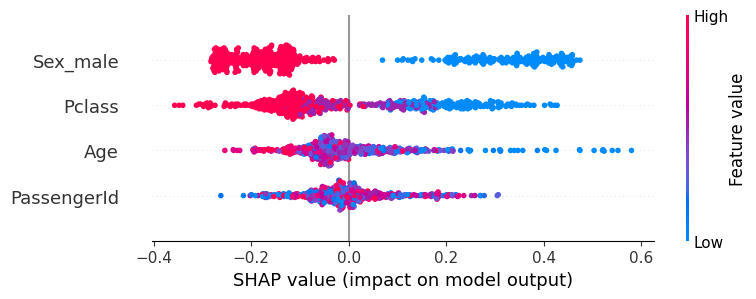 High
Sex_male
Pclass
Age
PassengerId
Feature value
Low
−0.4 −0.2 0.0 0.2 0.4 0.6
SHAP value (impact on model output)